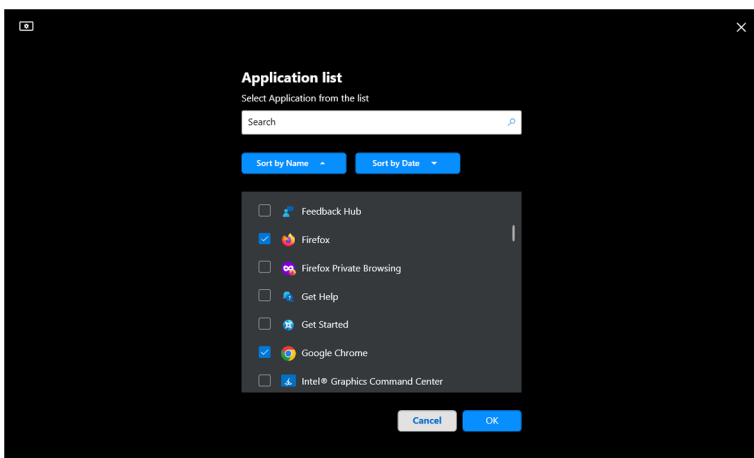 Application list
Select Application from the list
Search
Sort by Name
Sort by Date
Feedback Hub
Firefox
Firefox Private Browsing
Get Help
Get Started
Google Chrome
Intel® Graphics Command Center
Cancel
OK